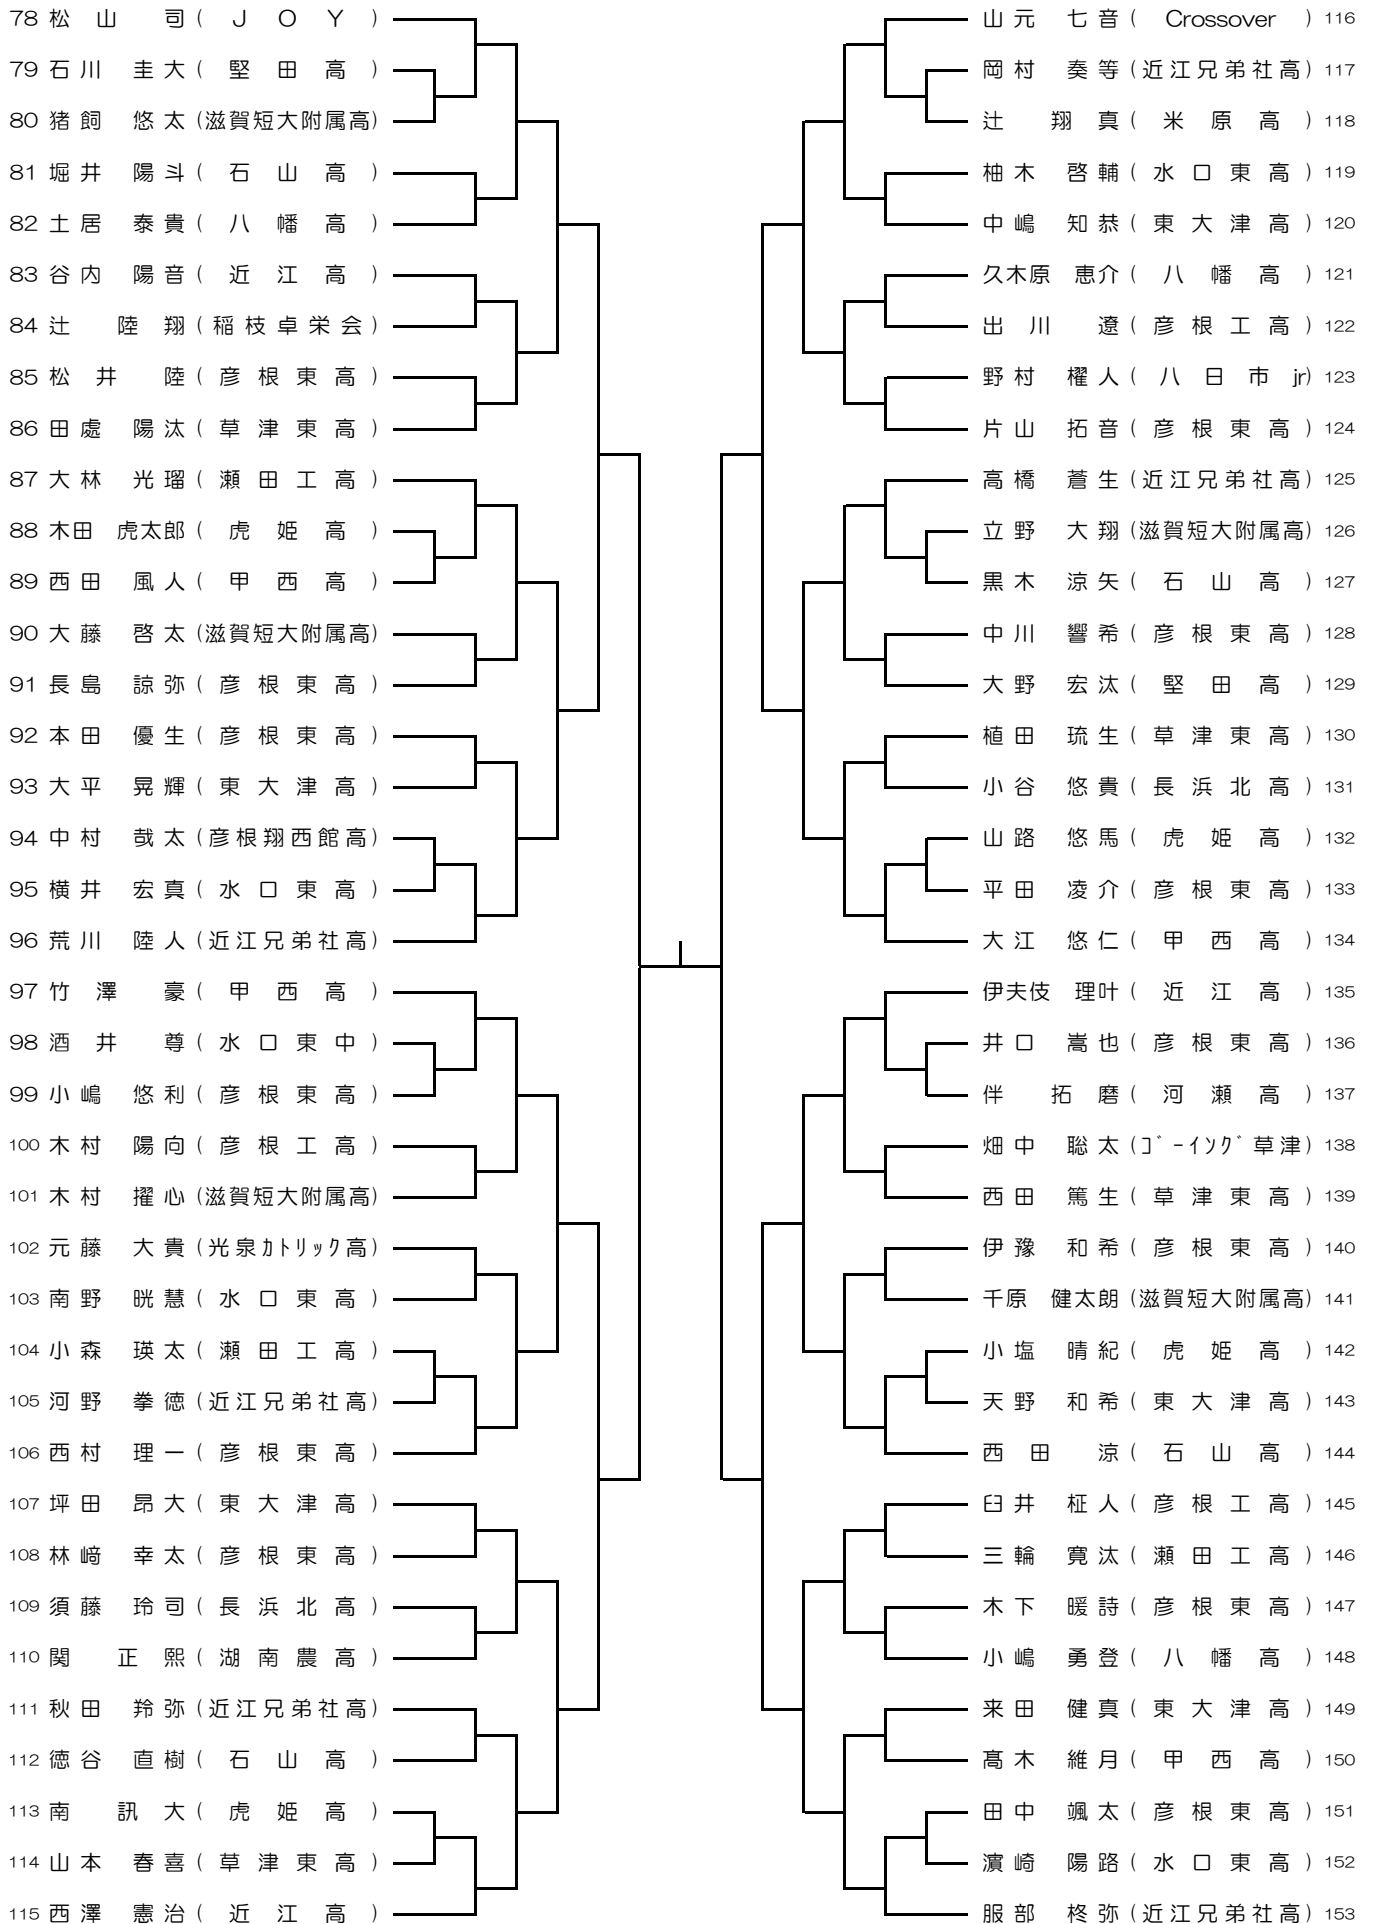 78 松山 司 (JOY)
79 石川 圭大 (堅田高)
80 猪飼 悠太 (滋賀短大附属高)
81 堀井 陽斗 (石山高)
82 土居 泰貴 (八幡高)
83 谷内 陽音 (近江高)
84 辻 陸翔 (稲枝卓栄会)
85 松井 陸 (彦根東高)
86 田處 陽汰 (草津東高)
87 大林 光瑠 (瀬田工高)
88 木田 虎太郎 (虎姫高)
89 西田 風人 (甲西高)
90 大藤 啓太 (滋賀短大附属高)
91 長島 諒弥 (彦根東高)
92 本田 優生 (彦根東高)
93 大平 晃輝 (東大津高)
94 中村 哉太 (彦根翔西館高)
95 横井 宏真 (水口東高)
96 荒川 陸人 (近江兄弟社高)
97 竹澤 豪 (甲西高)
98 酒井 尊 (水口東中)
99 小嶋 悠利 (彦根東高)
100 木村 陽向 (彦根工高)
101 木村 擢心 (滋賀短大附属高)
102 元藤 大貴 (光泉ｶﾄﾘｯｸ高)
103 南野 晄慧 (水口東高)
104 小森 瑛太 (瀬田工高)
105 河野 拳徳 (近江兄弟社高)
106 西村 理一 (彦根東高)
107 坪田 昂大 (東大津高)
108 林﨑 幸太 (彦根東高)
109 須藤 玲司 (長浜北高)
110 関 正熙 (湖南農高)
111 秋田 羚弥 (近江兄弟社高)
112 徳谷 直樹 (石山高)
113 南 訊大 (虎姫高)
114 山本 春喜 (草津東高)
115 西澤 憲治 (近江高)
山元 七音 (Crossover) 116
岡村 奏等 (近江兄弟社高) 117
辻 翔真 (米原高) 118
柚木 啓輔 (水口東高) 119
中嶋 知恭 (東大津高) 120
久木原 恵介 (八幡高) 121
出川 遼 (彦根工高) 122
野村 櫂人 (八日市jr) 123
片山 拓音 (彦根東高) 124
高橋 蒼生 (近江兄弟社高) 125
立野 大翔 (滋賀短大附属高) 126
黒木 涼矢 (石山高) 127
中川 響希 (彦根東高) 128
大野 宏汰 (堅田高) 129
植田 琉生 (草津東高) 130
小谷 悠貴 (長浜北高) 131
山路 悠馬 (虎姫高) 132
平田 凌介 (彦根東高) 133
大江 悠仁 (甲西高) 134
伊夫伎 理叶 (近江高) 135
井口 嵩也 (彦根東高) 136
伴 拓磨 (河瀬高) 137
畑中 聡太 (ｺﾞｰｲﾝｸﾞ草津) 138
西田 篤生 (草津東高) 139
伊豫 和希 (彦根東高) 140
千原 健太朗 (滋賀短大附属高) 141
小塩 晴紀 (虎姫高) 142
天野 和希 (東大津高) 143
西田 涼 (石山高) 144
臼井 柾人 (彦根工高) 145
三輪 寛汰 (瀬田工高) 146
木下 暖詩 (彦根東高) 147
小嶋 勇登 (八幡高) 148
来田 健真 (東大津高) 149
髙木 維月 (甲西高) 150
田中 颯太 (彦根東高) 151
濵崎 陽路 (水口東高) 152
服部 柊弥 (近江兄弟社高) 153